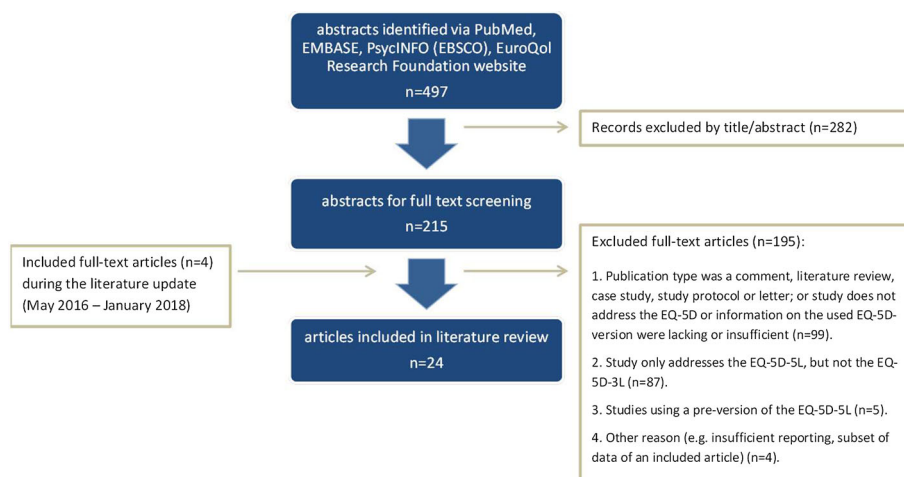 abstracts identified via PubMed,
EMBASE, PsycINFO (EBSCO), EuroQol
Research Foundation website
n=497
Records excluded by title/abstract (n=282)
abstracts for full text screening
n=215
Included full-text articles (n=4)
during the literature update
(May 2016 – January 2018)
Excluded full-text articles (n=195):
1. Publication type was a comment, literature review,
case study, study protocol or letter; or study does not
address the EQ-5D or information on the used EQ-5D-
version were lacking or insufficient (n=99).
2. Study only addresses the EQ-5D-5L, but not the EQ-
5D-3L (n=87).
3. Studies using a pre-version of the EQ-5D-5L (n=5).
4. Other reason (e.g. insufficient reporting, subset of
data of an included article) (n=4).
articles included in literature review
n=24